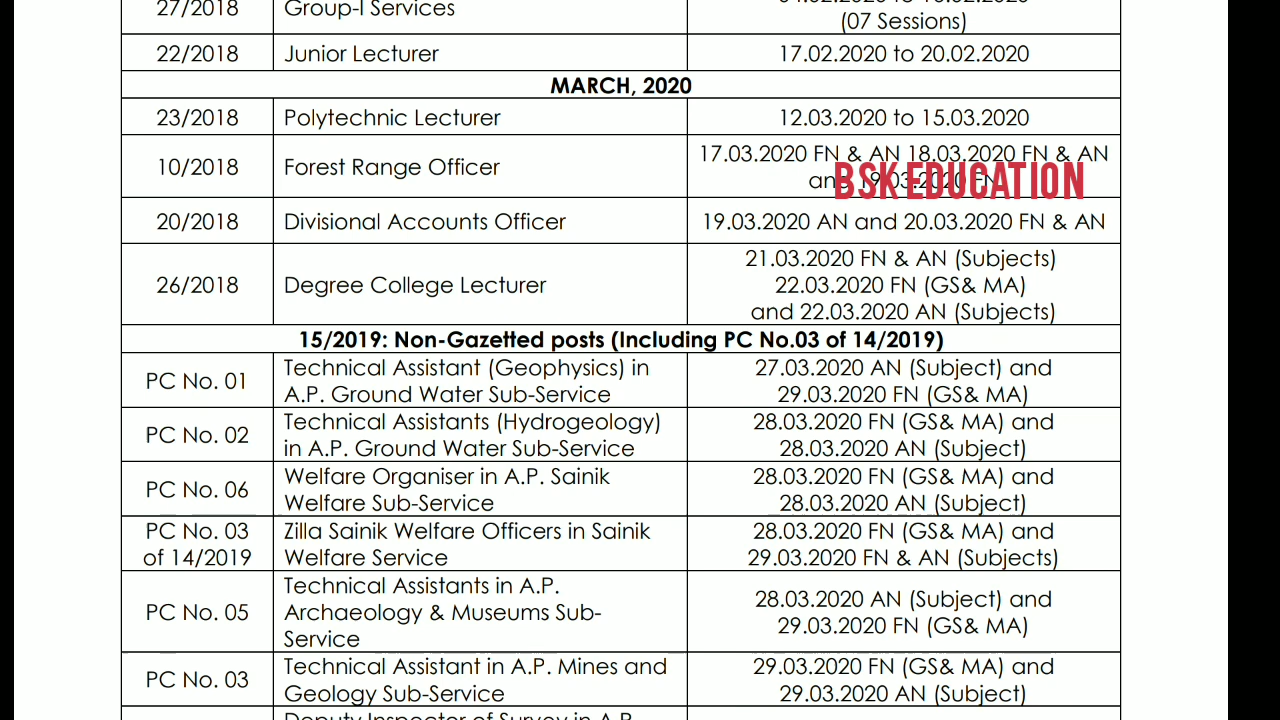 27/2018 Group-I Services
(07 Sessions)
22/2018 Junior Lecturer 17.02.2020 to 20.02.2020
MARCH, 2020
23/2018 Polytechnic Lecturer 12.03.2020 to 15.03.2020
10/2018 Forest Range Officer 17.03.2020 FN & AN 18.03.2020 FN & AN
and 19.03.2020 FN
BSK EDUCATION
20/2018 Divisional Accounts Officer 19.03.2020 AN and 20.03.2020 FN & AN
21.03.2020 FN & AN (Subjects)
26/2018 Degree College Lecturer 22.03.2020 FN (GS& MA)
and 22.03.2020 AN (Subjects)
15/2019: Non-Gazetted posts (Including PC No.03 of 14/2019)
PC No. 01 Technical Assistant (Geophysics) in 27.03.2020 AN (Subject) and
A.P. Ground Water Sub-Service 29.03.2020 FN (GS& MA)
PC No. 02 Technical Assistants (Hydrogeology) 28.03.2020 FN (GS& MA) and
in A.P. Ground Water Sub-Service 28.03.2020 AN (Subject)
PC No. 06 Welfare Organiser in A.P. Sainik 28.03.2020 FN (GS& MA) and
Welfare Sub-Service 28.03.2020 AN (Subject)
PC No. 03 Zilla Sainik Welfare Officers in Sainik 28.03.2020 FN (GS& MA) and
of 14/2019 Welfare Service 29.03.2020 FN & AN (Subjects)
Technical Assistants in A.P. 28.03.2020 AN (Subject) and
PC No. 05 Archaeology & Museums Sub- 29.03.2020 FN (GS& MA)
Service
PC No. 03 Technical Assistant in A.P. Mines and 29.03.2020 FN (GS& MA) and
Geology Sub-Service 29.03.2020 AN (Subject)
Deputy Inspector of Survey in A.P.